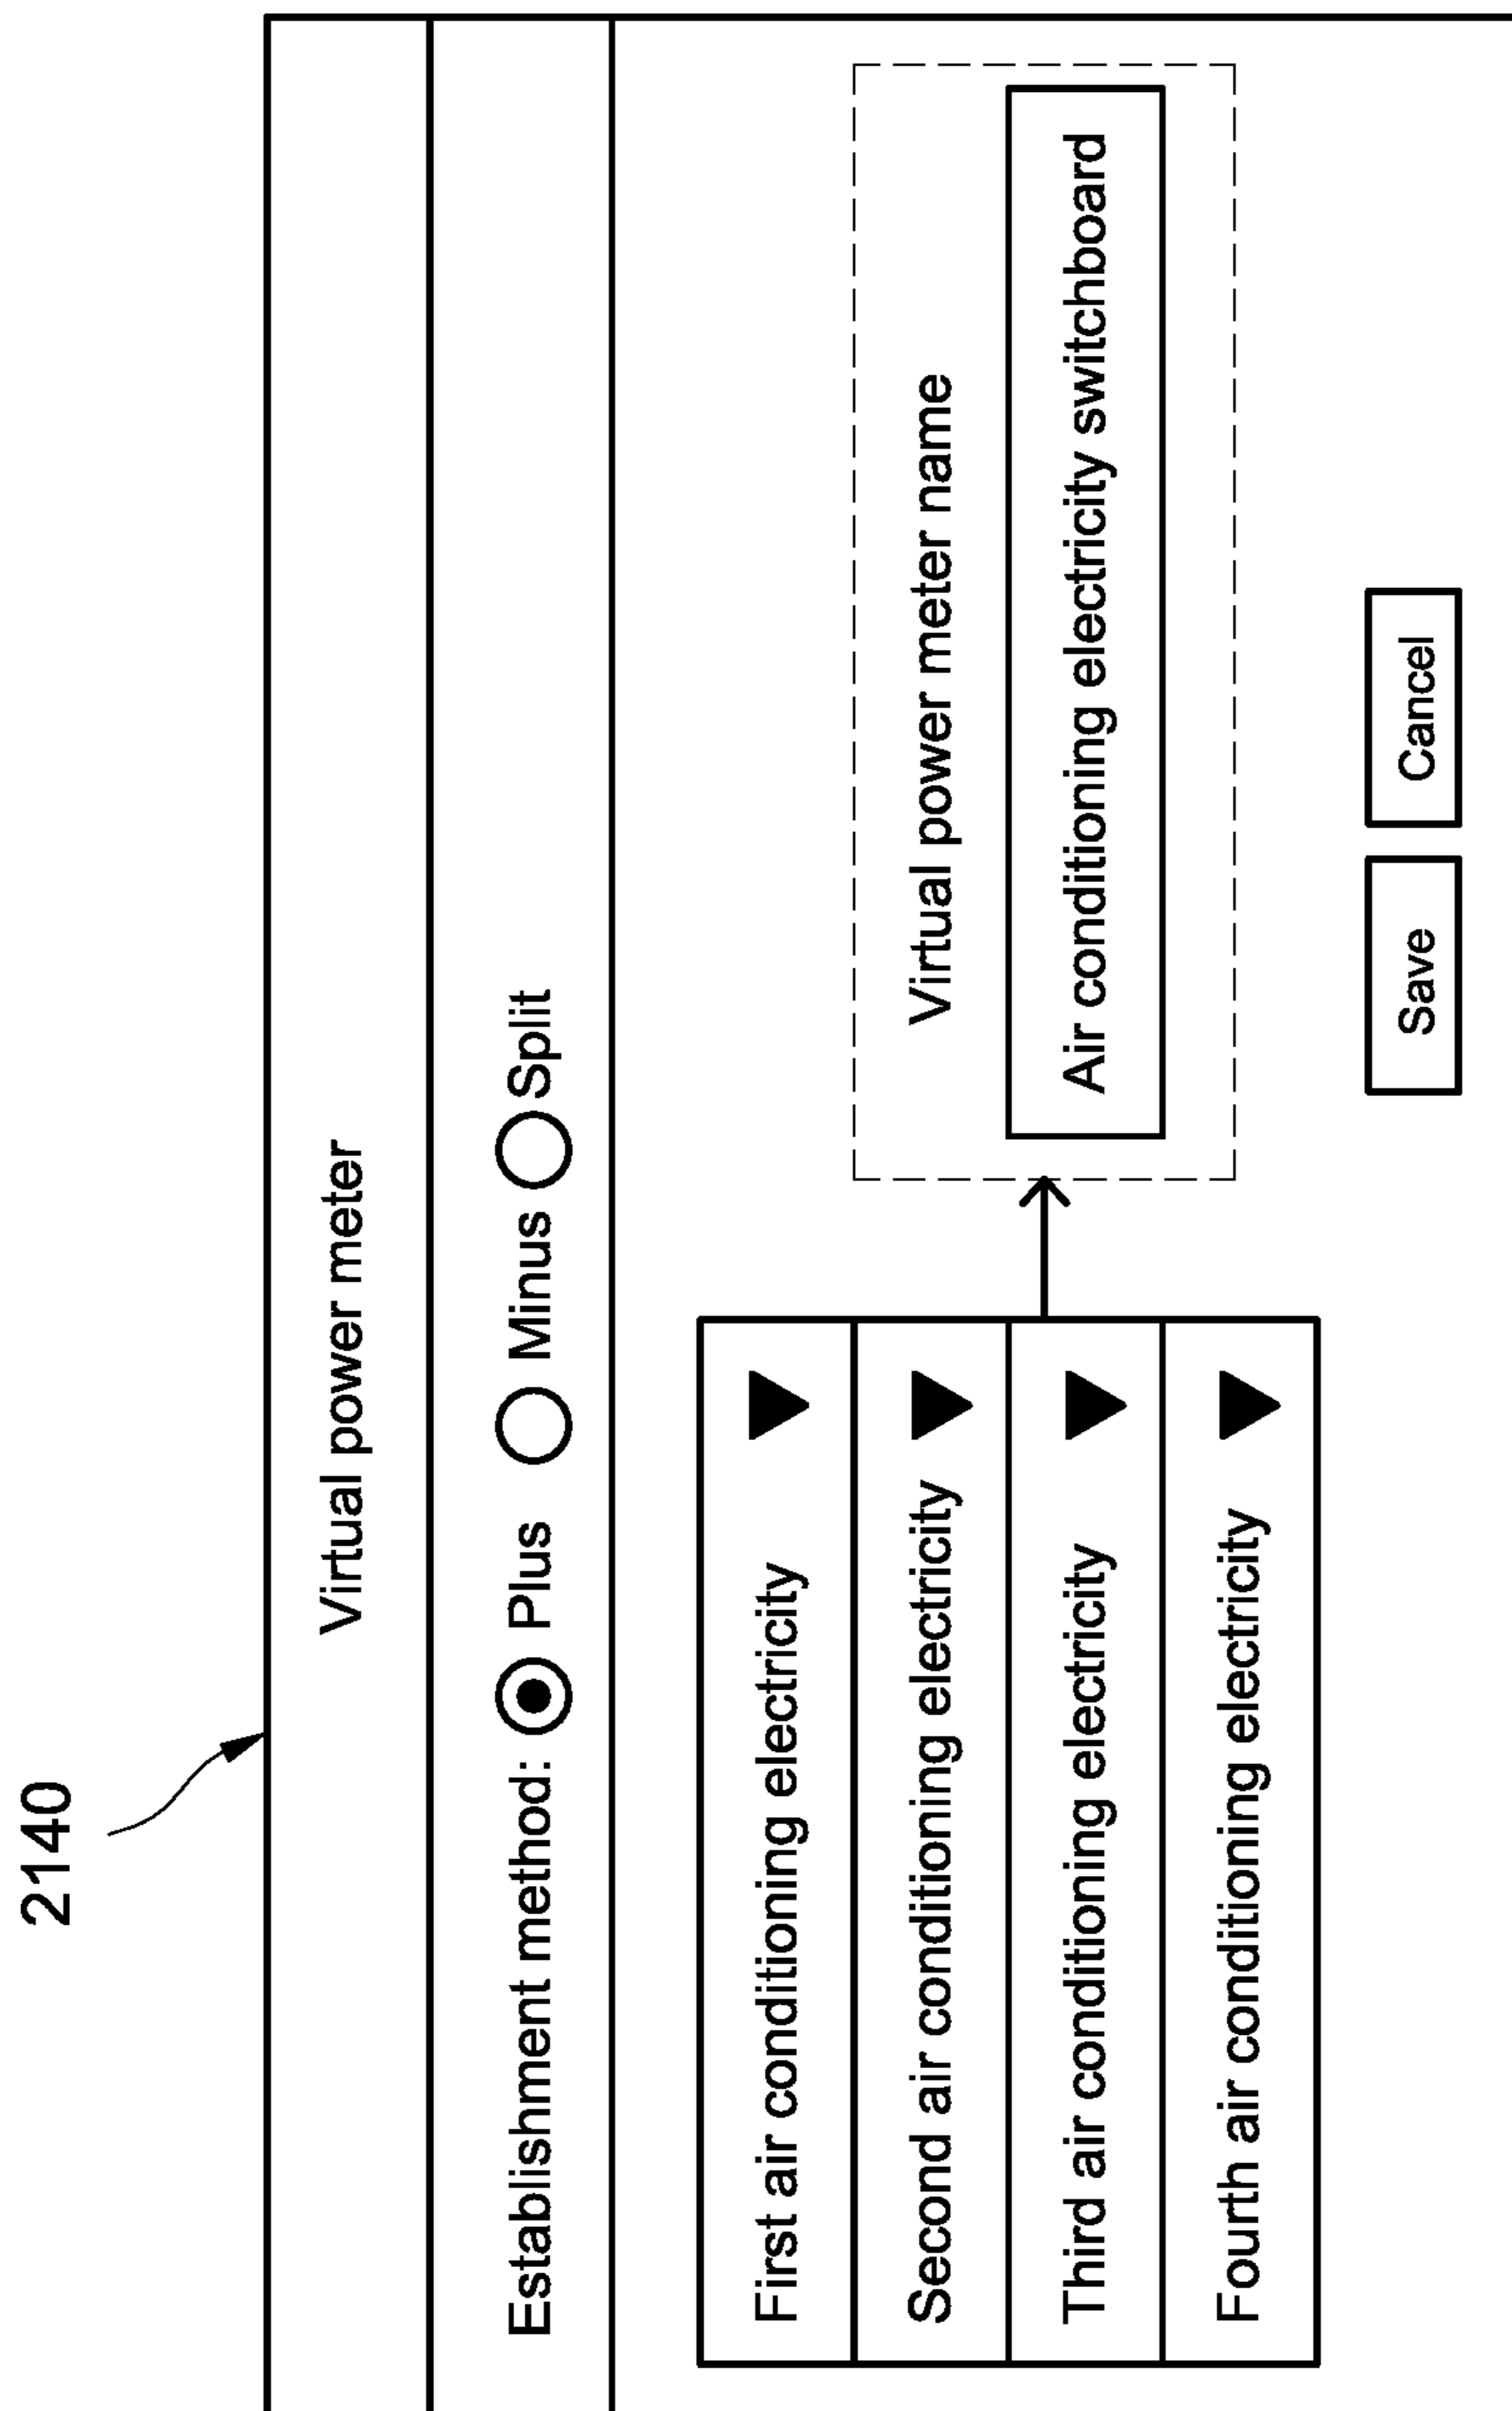 2140
Virtual power meter
Establishment method: Plus Minus Split
First air conditioning electricity
Second air conditioning electricity
Third air conditioning electricity
Fourth air conditioning electricity
Virtual power meter name
Air conditioning electricity switchboard
Save Cancel